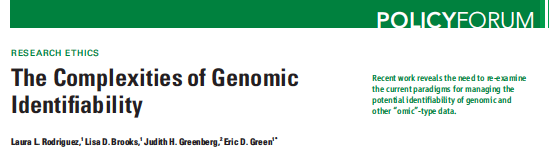 POLICYFORUM
RESEARCH ETHICS
The Complexities of Genomic
Identifiability
Recent work reveals the need to re-examine
the current paradigms for managing the
potential identifiability of genomic and
other "omic"-type data.
Laura L. Rodriguez,¹ Lisa D. Brooks,¹ Judith H. Greenberg,² Eric D. Green¹*